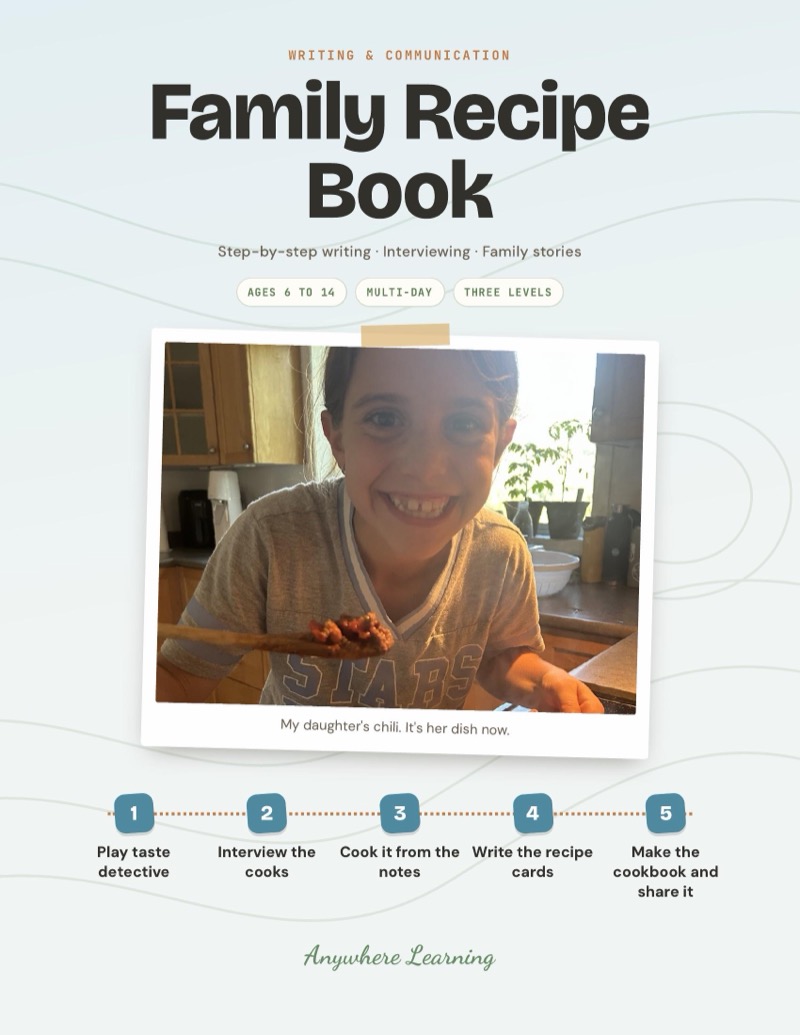 WRITING & COMMUNICATION
Family Recipe
Book
Step-by-step writing · Interviewing · Family stories
AGES 6 TO 14
MULTI-DAY
THREE LEVELS
STARS
My daughter's chili. It's her dish now.
1
2
3
4
5
Play taste
detective
Interview the
cooks
Cook it from the
notes
Write the recipe
cards
Make the
cookbook and
share it
Anywhere Learning